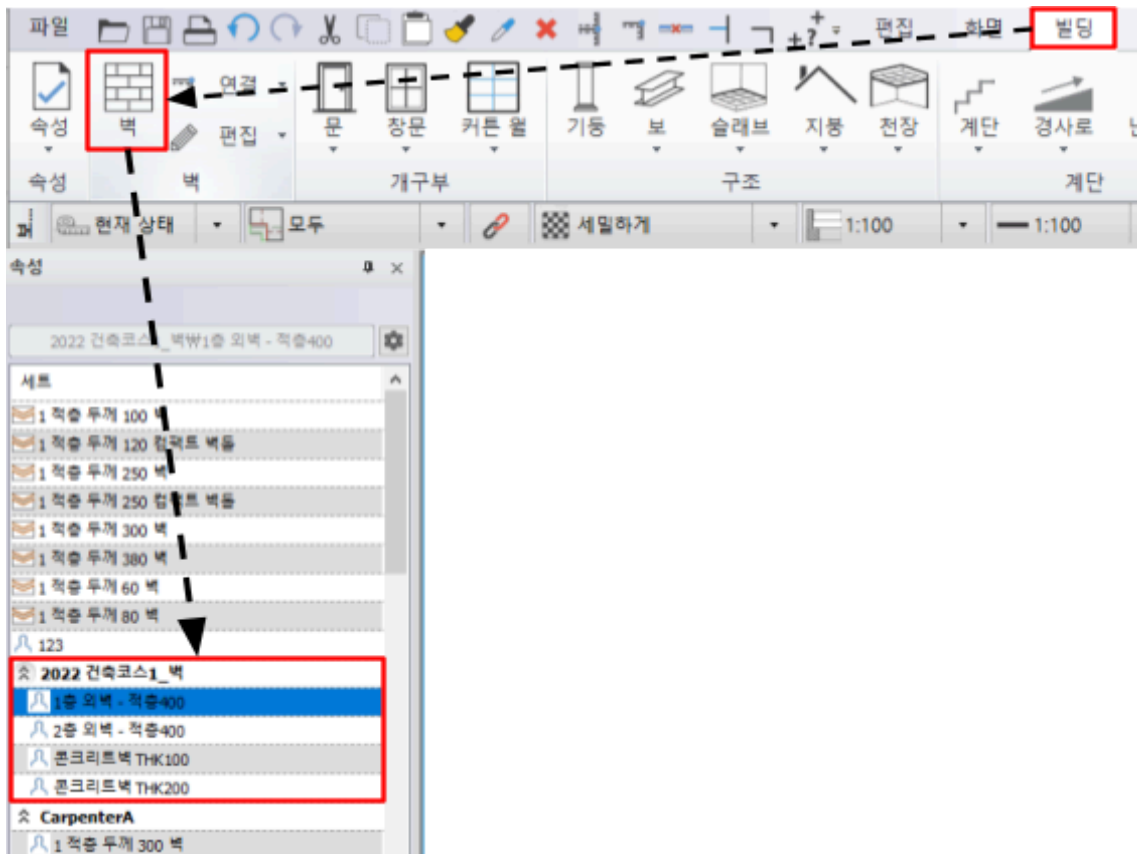 파일 편집 화면 빌딩
연결
속성 벽 편집 문 창문 커튼 월 기둥 보 슬래브 지붕 천장 계단 경사로
속성 벽 개구부 구조 계단
현재 상태 모두 세밀하게 1:100 1:100
속성
2022 건축코스1_벽₩1층 외벽 - 적층400
세트
1 적층 두께 100 벽
1 적층 두께 120 컴팩트 벽돌
1 적층 두께 250 벽
1 적층 두께 250 컴팩트 벽돌
1 적층 두께 300 벽
1 적층 두께 380 벽
1 적층 두께 60 벽
1 적층 두께 80 벽
123
2022 건축코스1_벽
1층 외벽 - 적층400
2층 외벽 - 적층400
콘크리트벽 THK100
콘크리트벽 THK200
CarpenterA
1 적층 두께 300 벽